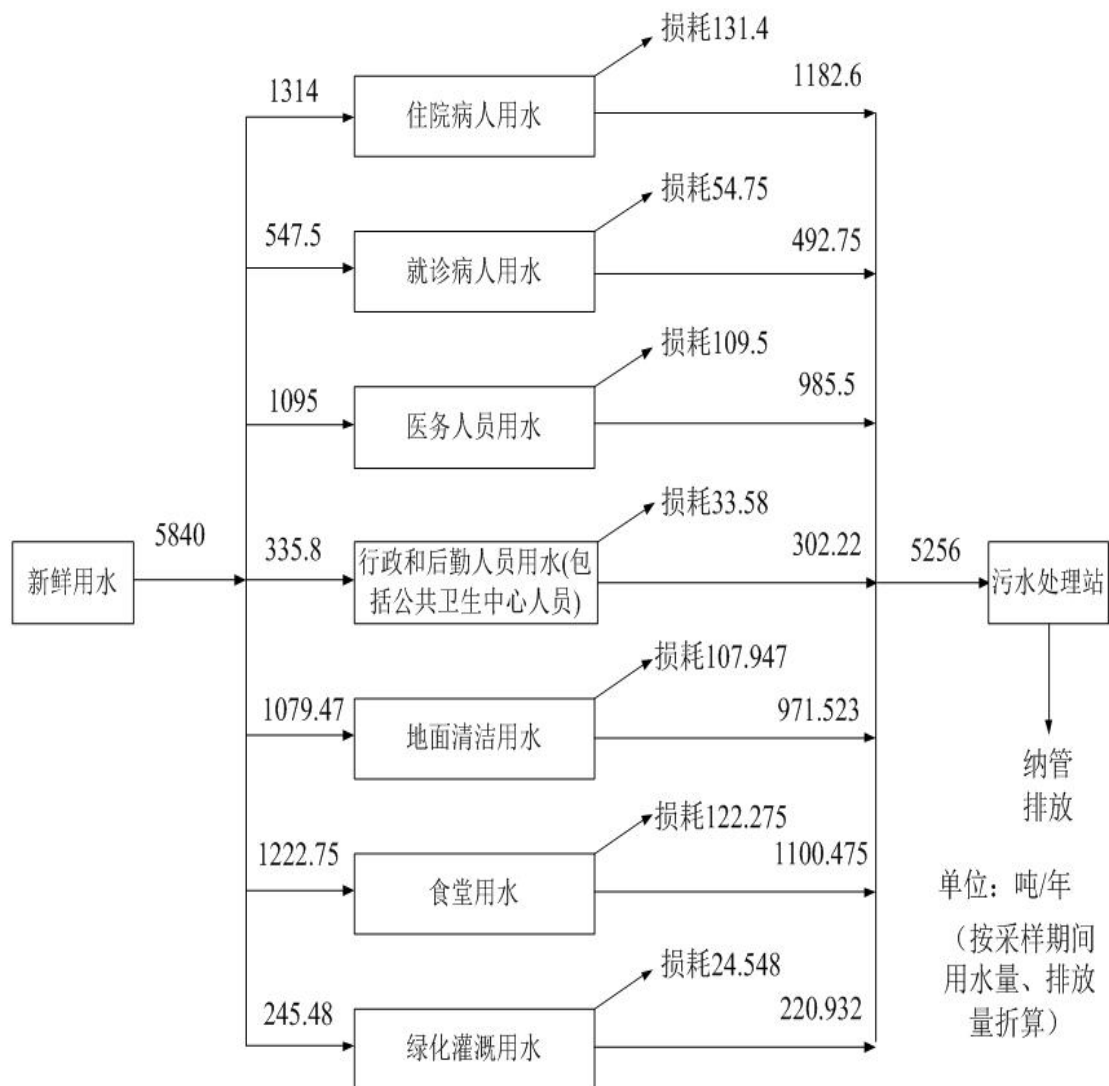 损耗131.4
1314
住院病人用水
1182.6
损耗54.75
547.5
就诊病人用水
492.75
损耗109.5
1095
医务人员用水
985.5
损耗33.58
新鲜用水
5840
335.8
行政和后勤人员用水(包
括公共卫生中心人员)
302.22
5256
污水处理站
损耗107.947
1079.47
地面清洁用水
971.523
纳管
排放
损耗122.275
1222.75
食堂用水
1100.475
单位：吨/年
（按采样期间
用水量、排放
量折算）
损耗24.548
245.48
绿化灌溉用水
220.932